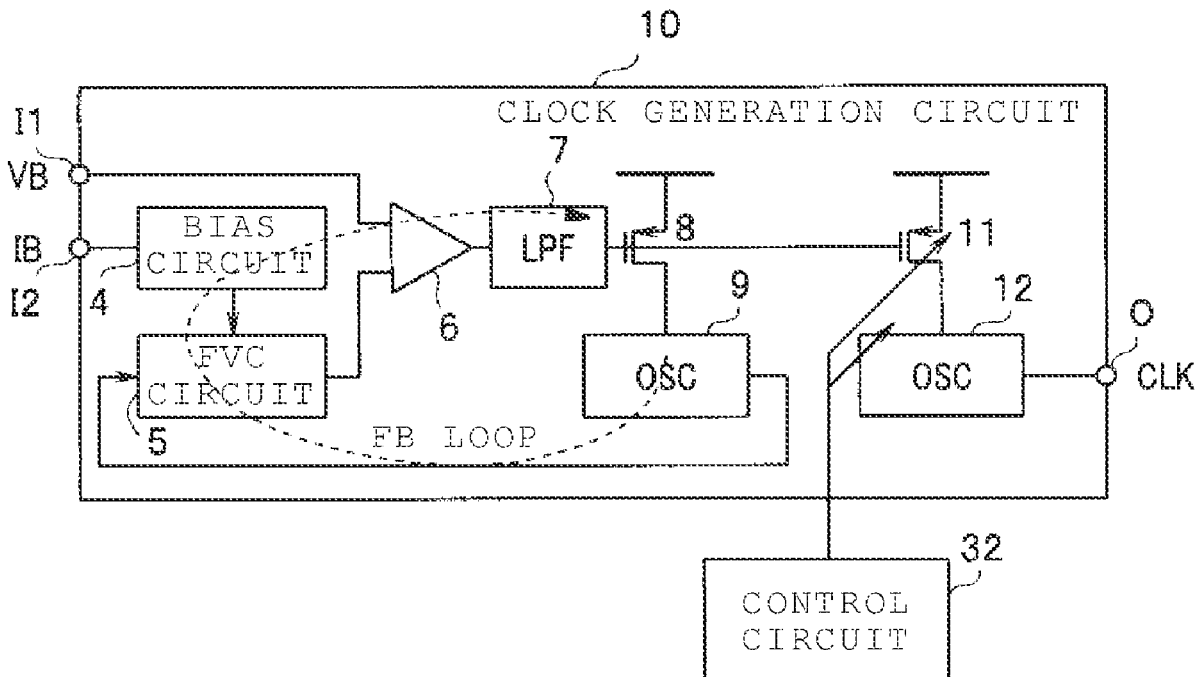 10
CLOCK GENERATION CIRCUIT
I1
VB
7
BIAS
CIRCUIT
IB
I2
4
LPF
8
11
6
9
12
O
FVC
CIRCUIT
5
OSC
OSC
CLK
FB LOOP
32
CONTROL
CIRCUIT